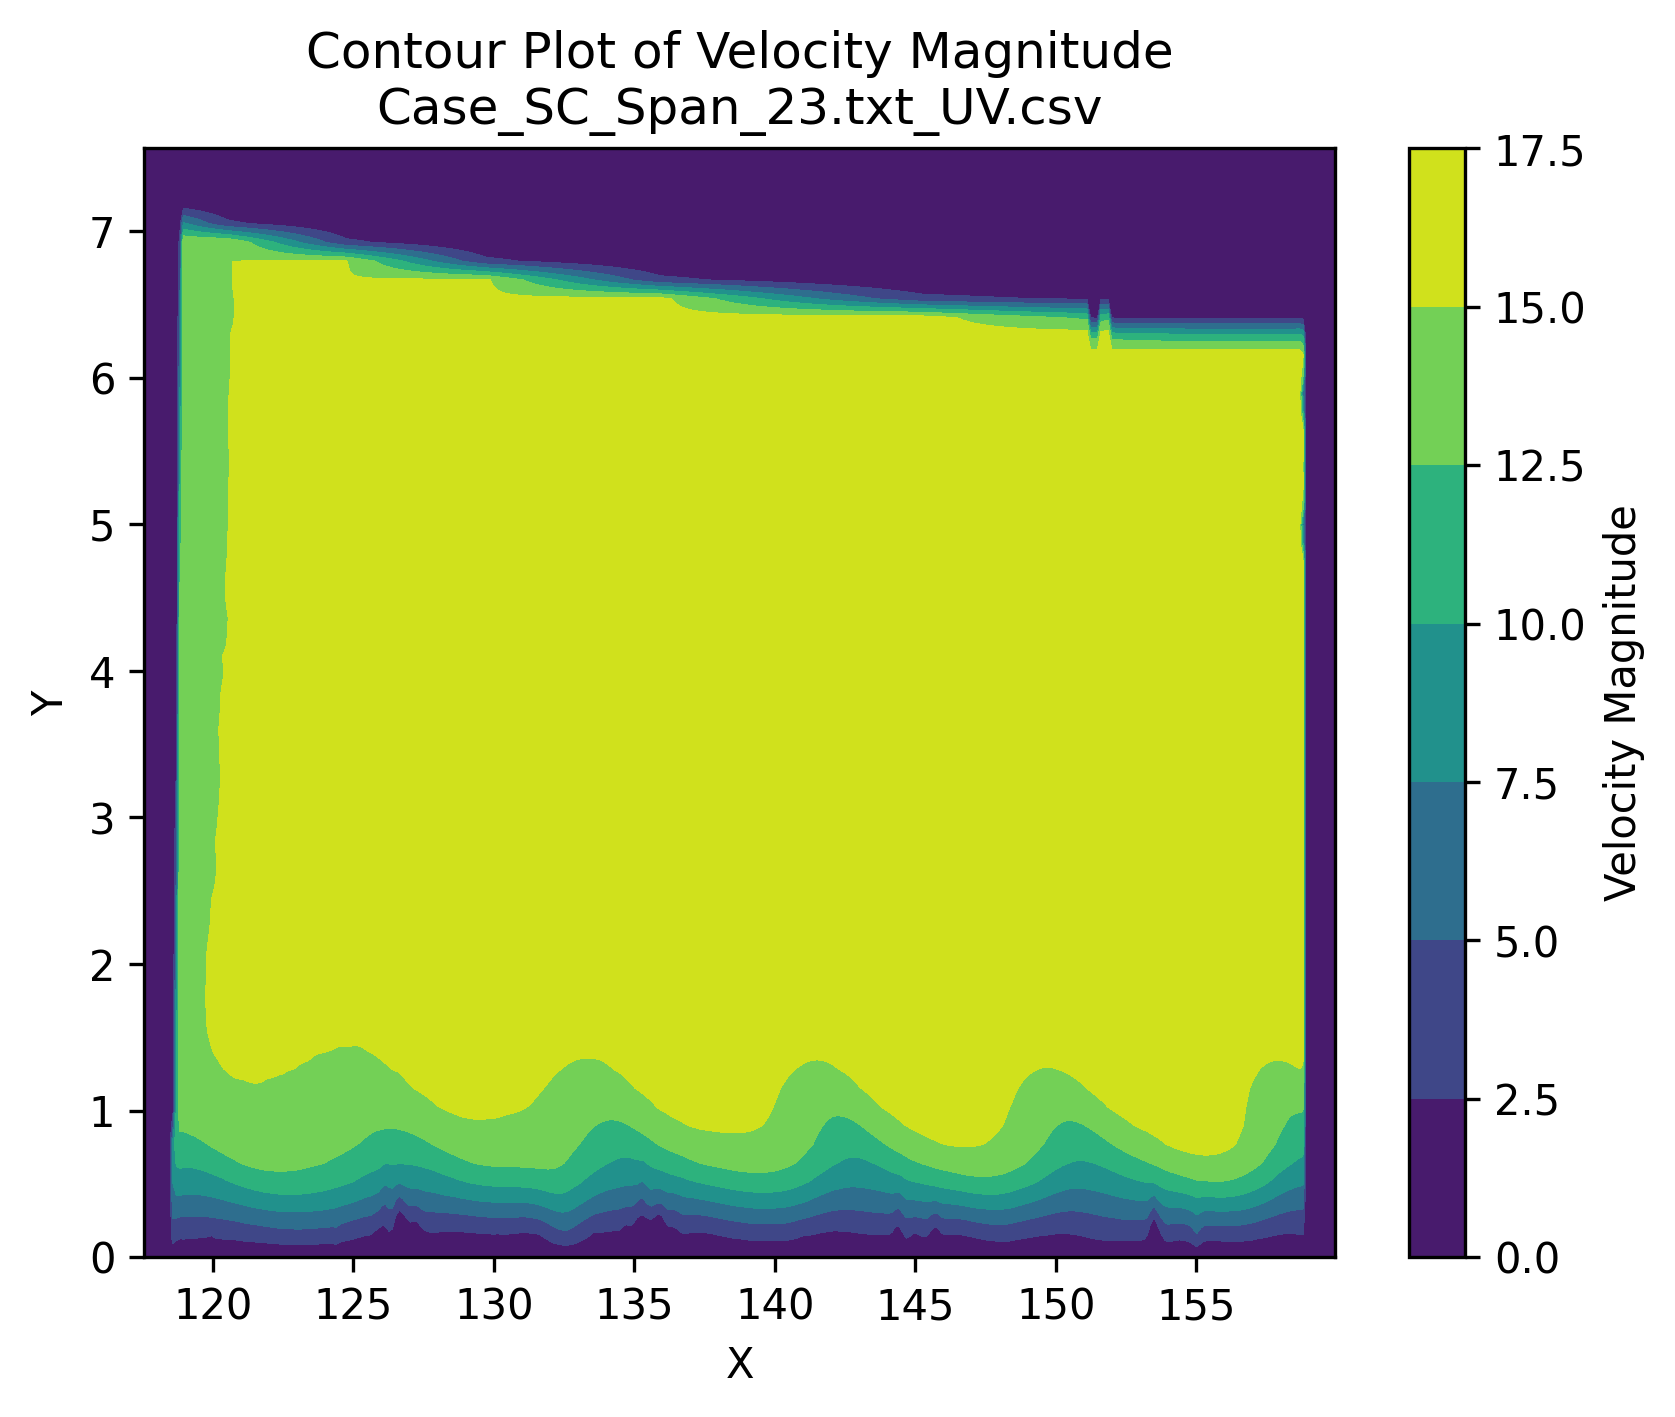 Contour Plot of Velocity Magnitude
Case_SC_Span_23.txt_UV.csv
7
6
5
4
3
2
1
0
Y
120 125 130 135 140 145 150 155
X
17.5
15.0
12.5
10.0
7.5
5.0
2.5
0.0
Velocity Magnitude